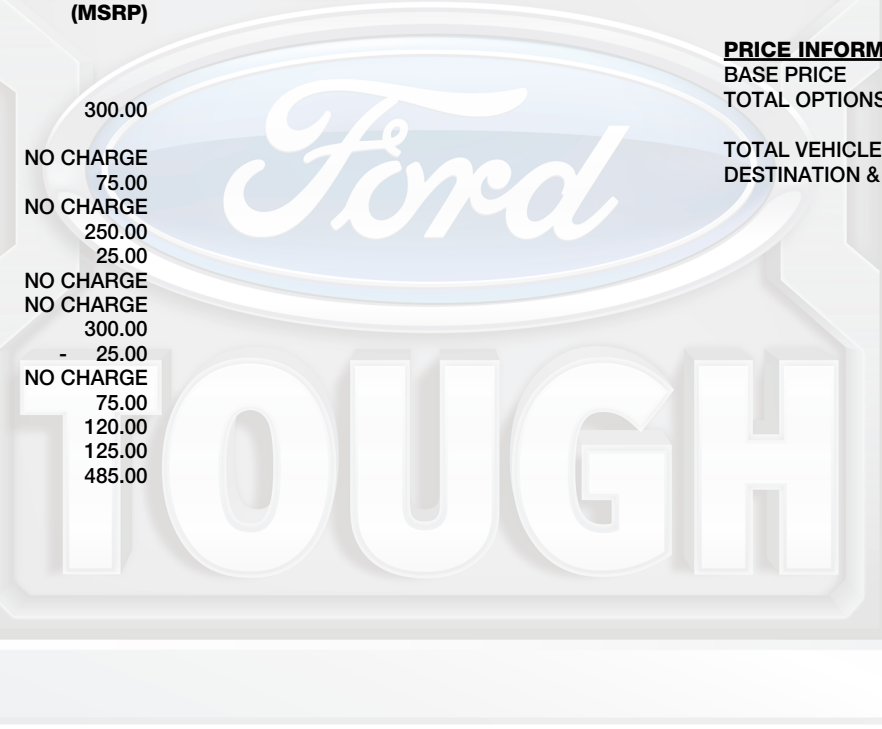 (MSRP)
300.00
NO CHARGE
75.00
NO CHARGE
250.00
25.00
NO CHARGE
NO CHARGE
300.00
- 25.00
NO CHARGE
75.00
120.00
125.00
485.00
PRICE INFORM
BASE PRICE
TOTAL OPTIONS
TOTAL VEHICLE
DESTINATION &
Ford
TOUGH